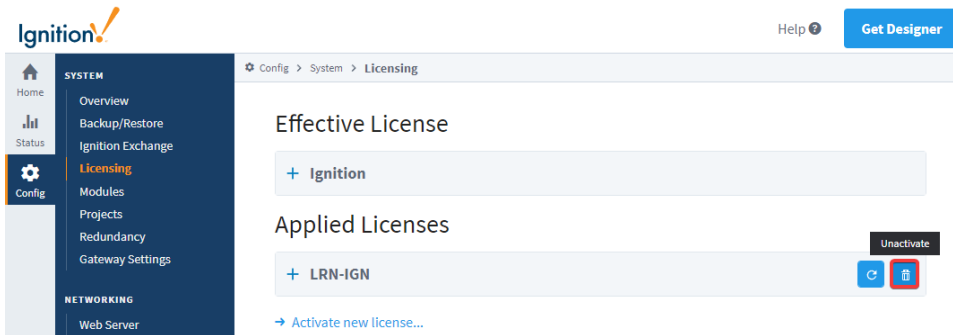 Ignition!
Help ?
Get Designer
Home
Status
Config
SYSTEM
Overview
Backup/Restore
Ignition Exchange
Licensing
Modules
Projects
Redundancy
Gateway Settings
NETWORKING
Web Server
Config > System > Licensing
Effective License
+ Ignition
Applied Licenses
Unactivate
+ LRN-IGN
→ Activate new license...